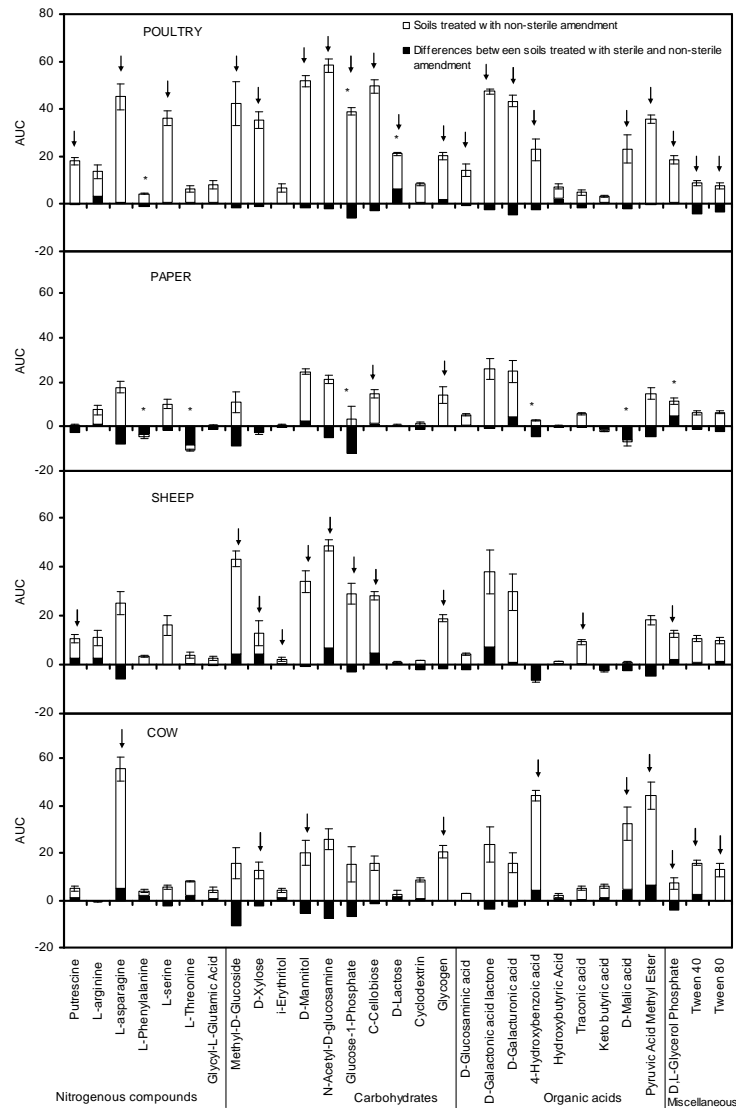 POULTRY
Soils treated with non-sterile amendment
Differences between soils treated with sterile and non-sterile
amendment
AUC
80
60
40
20
0
-20
*
*
*
PAPER
AUC
60
40
20
0
-20
*
*
*
*
*
*
SHEEP
AUC
60
40
20
0
-20
COW
AUC
60
40
20
0
-20
Putrescine
L-arginine
L-asparagine
L-Phenylalanine
L-serine
L-Threonine
Glycyl-L-Glutamic Acid
Methyl-D-Glucoside
D-Xylose
i-Erythritol
D-Mannitol
N-Acetyl-D-glucosamine
Glucose-1-Phosphate
C-Cellobiose
D-Lactose
Cyclodextrin
Glycogen
D-Glucosaminic acid
D-Galactonic acid lactone
D-Galacturonic acid
4-Hydroxybenzoic acid
Hydroxybutyric Acid
Traconic acid
Keto butyric acid
D-Malic acid
Pyruvic Acid Methyl Ester
D,L-Glycerol Phosphate
Tween 40
Tween 80
Nitrogenous compounds
Carbohydrates
Organic acids
Miscellaneous